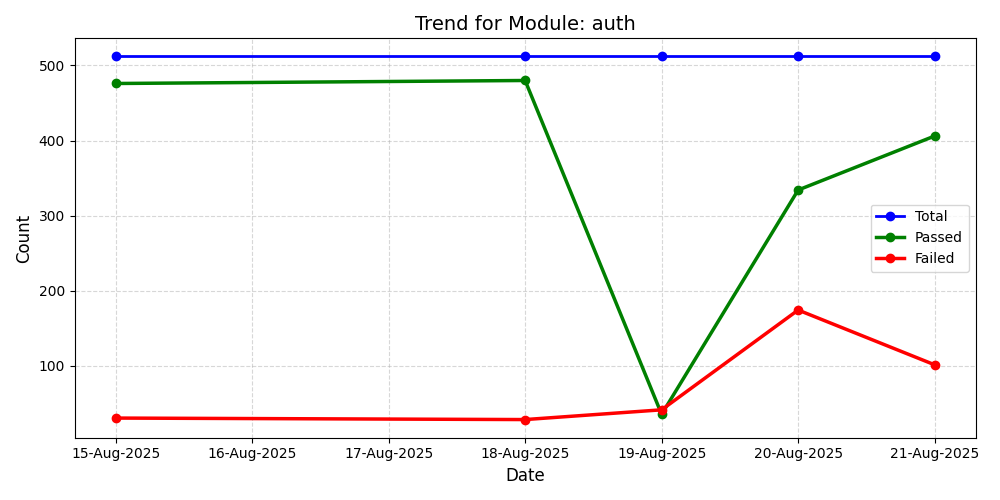 Trend for Module: auth
500
400
300
200
100
Count
Total
Passed
Failed
15-Aug-2025 16-Aug-2025 17-Aug-2025 18-Aug-2025 19-Aug-2025 20-Aug-2025 21-Aug-2025
Date